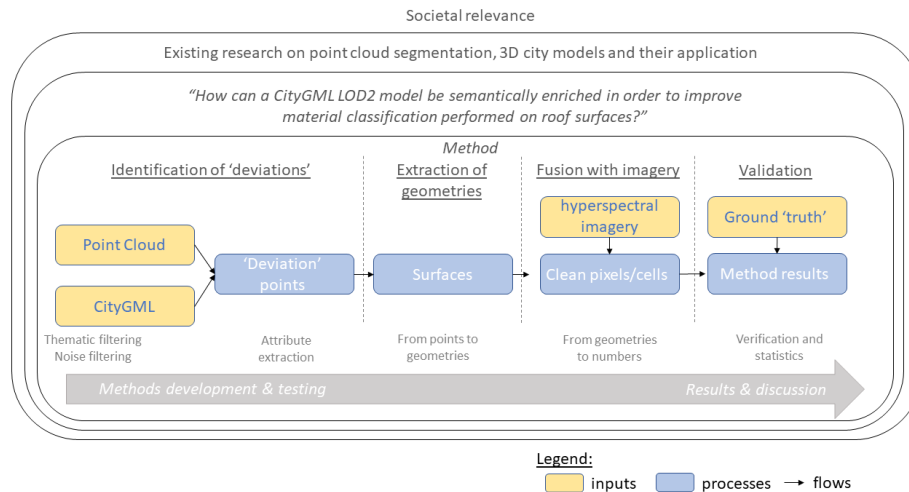 Societal relevance
Existing research on point cloud segmentation, 3D city models and their application
“How can a CityGML LOD2 model be semantically enriched in order to improve
material classification performed on roof surfaces?”
Method
Identification of ‘deviations’
Extraction of
geometries
Fusion with imagery
Validation
Point Cloud
CityGML
‘Deviation’
points
Surfaces
hyperspectral
imagery
Clean pixels/cells
Ground ‘truth’
Method results
Thematic filtering
Noise filtering
Attribute
extraction
From points to
geometries
From geometries
to numbers
Verification and
statistics
Methods development & testing
Results & discussion
Legend:
inputs
processes
flows